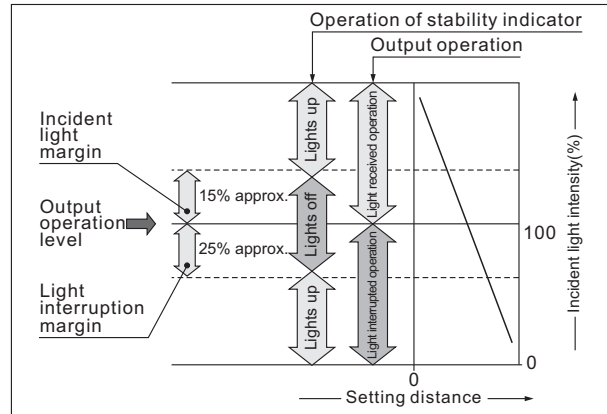 Operation of stability indicator
Output operation
Incident
light
margin
Output
operation
level
Light
interruption
margin
15% approx.
25% approx.
Lights up
Lights off
Lights up
Light received operation
Light interrupted operation
100
0
0
Setting distance
Incident light intensity(%)